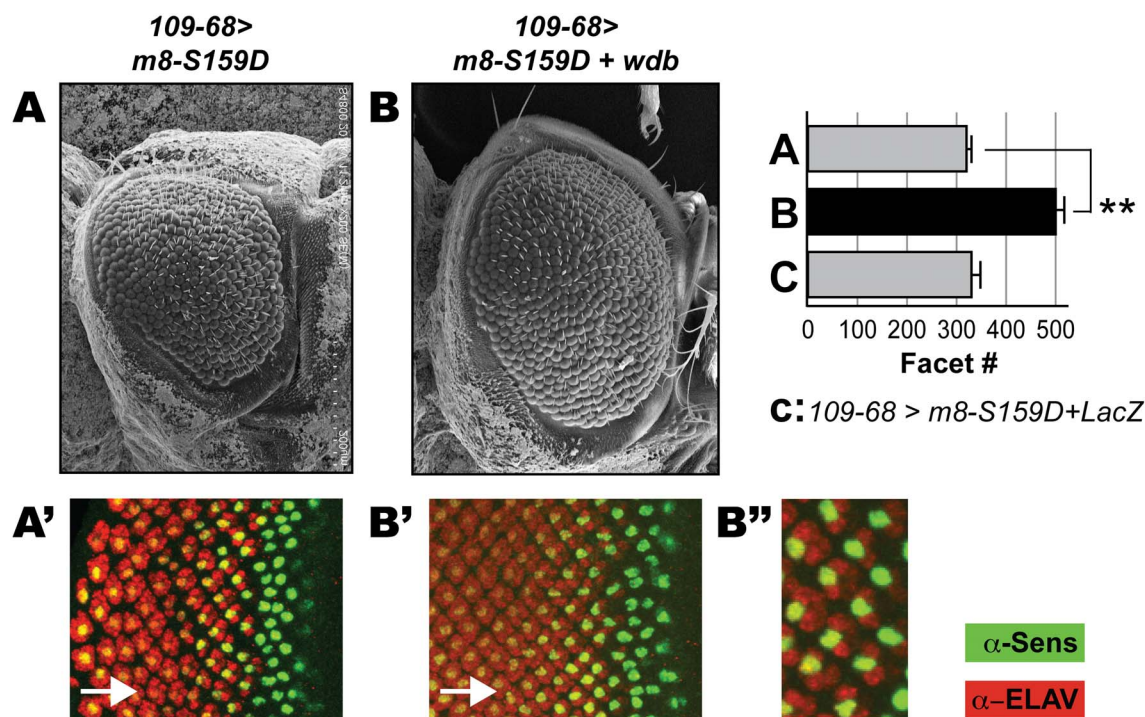 109-68>
m8-S159D
109-68>
m8-S159D + wdb
A
B
A
B
C
**
0 100 200 300 400 500
Facet #
c: 109-68 > m8-S159D+LacZ
A’
B’
B”
α-Sens
α–ELAV